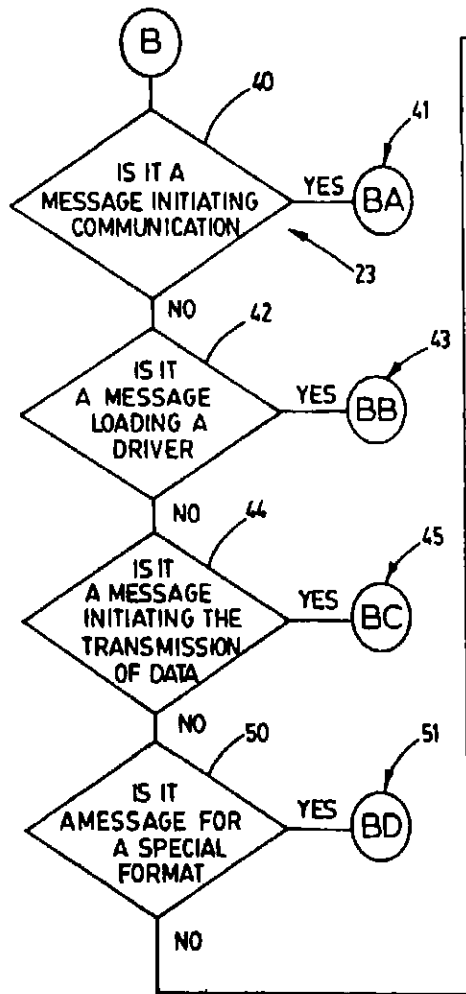 B
40
41
IS IT A
MESSAGE INITIATING
COMMUNICATION
YES
BA
23
NO
42
43
IS IT
A MESSAGE
LOADING A
DRIVER
YES
BB
NO
44
45
IS IT
A MESSAGE
INITIATING THE
TRANSMISSION
OF DATA
YES
BC
NO
50
51
IS IT
AMESSAGE FOR
A SPECIAL
FORMAT
YES
BD
NO